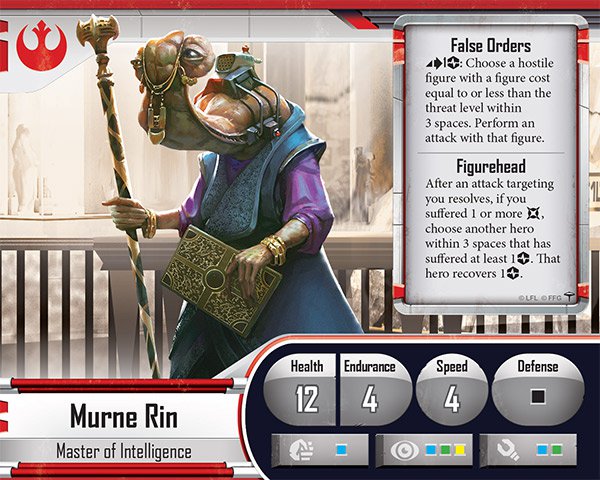 False Orders
: Choose a hostile
figure with a figure cost
equal to or less than the
threat level within
3 spaces. Perform an
attack with that figure.
Figurehead
After an attack targeting
you resolves, if you
suffered 1 or more ,
choose another hero
within 3 spaces that has
suffered at least 1 . That
hero recovers 1 .
© LFL © FFG
Murne Rin
Master of Intelligence
Health
12
Endurance
4
Speed
4
Defense